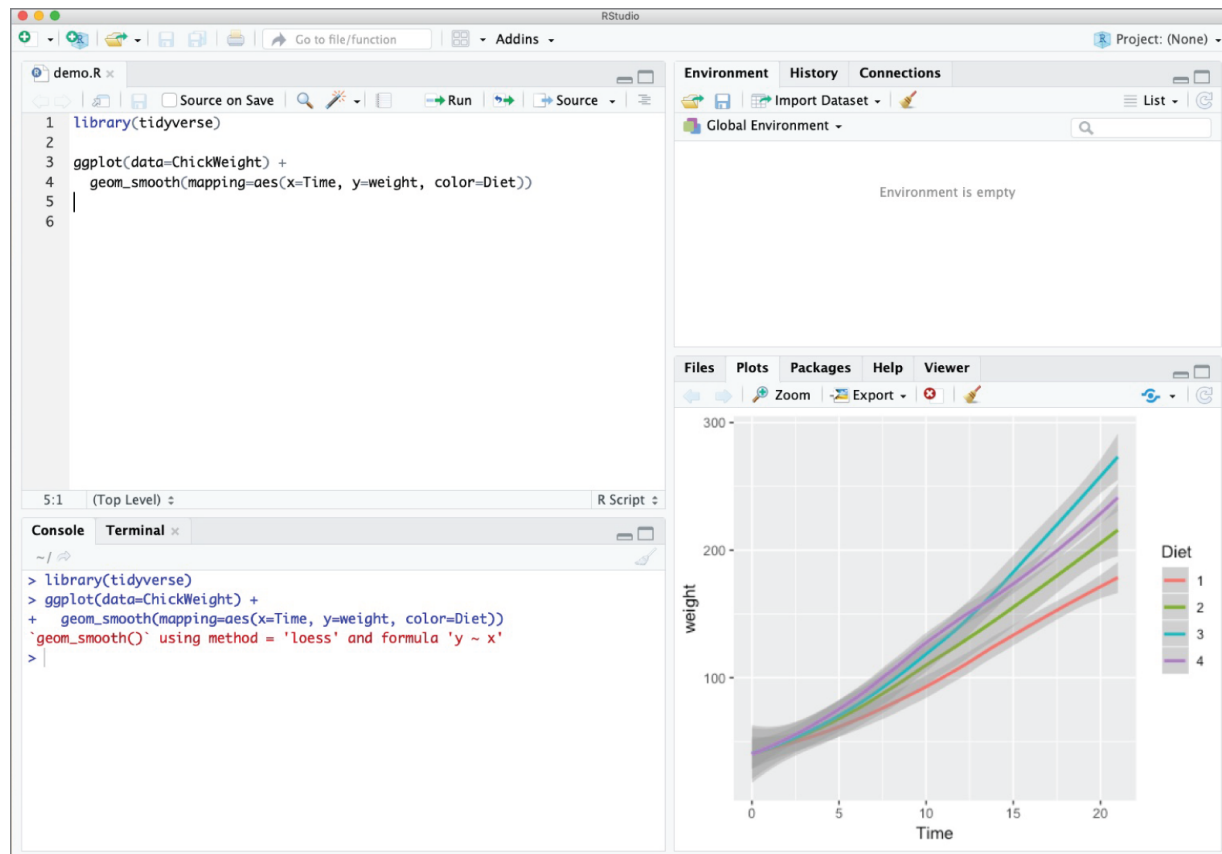 RStudio
Go to file/function
Addins
R Project: (None)
demo.R
Source on Save
Run
Source
1 library(tidyverse)
2
3 ggplot(data=ChickWeight) +
4   geom_smooth(mapping=aes(x=Time, y=weight, color=Diet))
5
6
5:1 (Top Level) R Script
Console Terminal
~/
> library(tidyverse)
> ggplot(data=ChickWeight) +
+   geom_smooth(mapping=aes(x=Time, y=weight, color=Diet))
`geom_smooth()` using method = 'loess' and formula 'y ~ x'
>
Environment History Connections
Import Dataset
List
Global Environment
Environment is empty
Files Plots Packages Help Viewer
Zoom Export
300
200
100
weight
0 5 10 15 20
Time
Diet
1
2
3
4